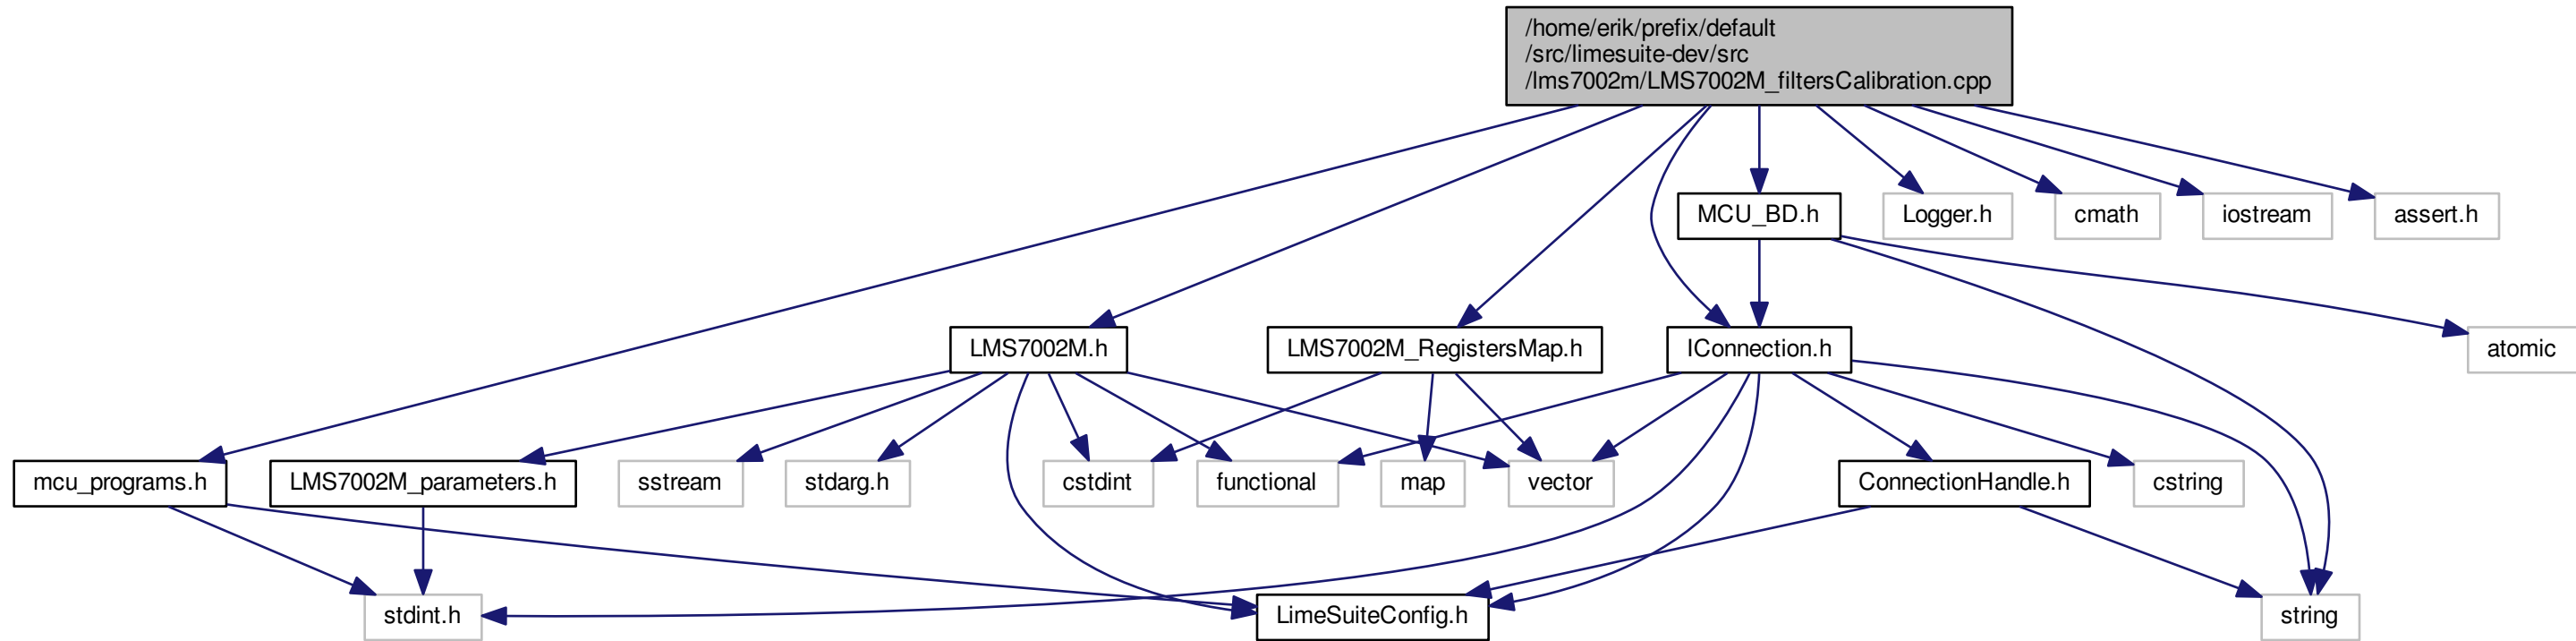 /home/erik/prefix/default
/src/limesuite-dev/src
/lms7002m/LMS7002M_filtersCalibration.cpp
MCU_BD.h
Logger.h
cmath
iostream
assert.h
LMS7002M.h
LMS7002M_RegistersMap.h
IConnection.h
atomic
mcu_programs.h
LMS7002M_parameters.h
sstream
stdarg.h
cstdint
functional
map
vector
ConnectionHandle.h
cstring
stdint.h
LimeSuiteConfig.h
string